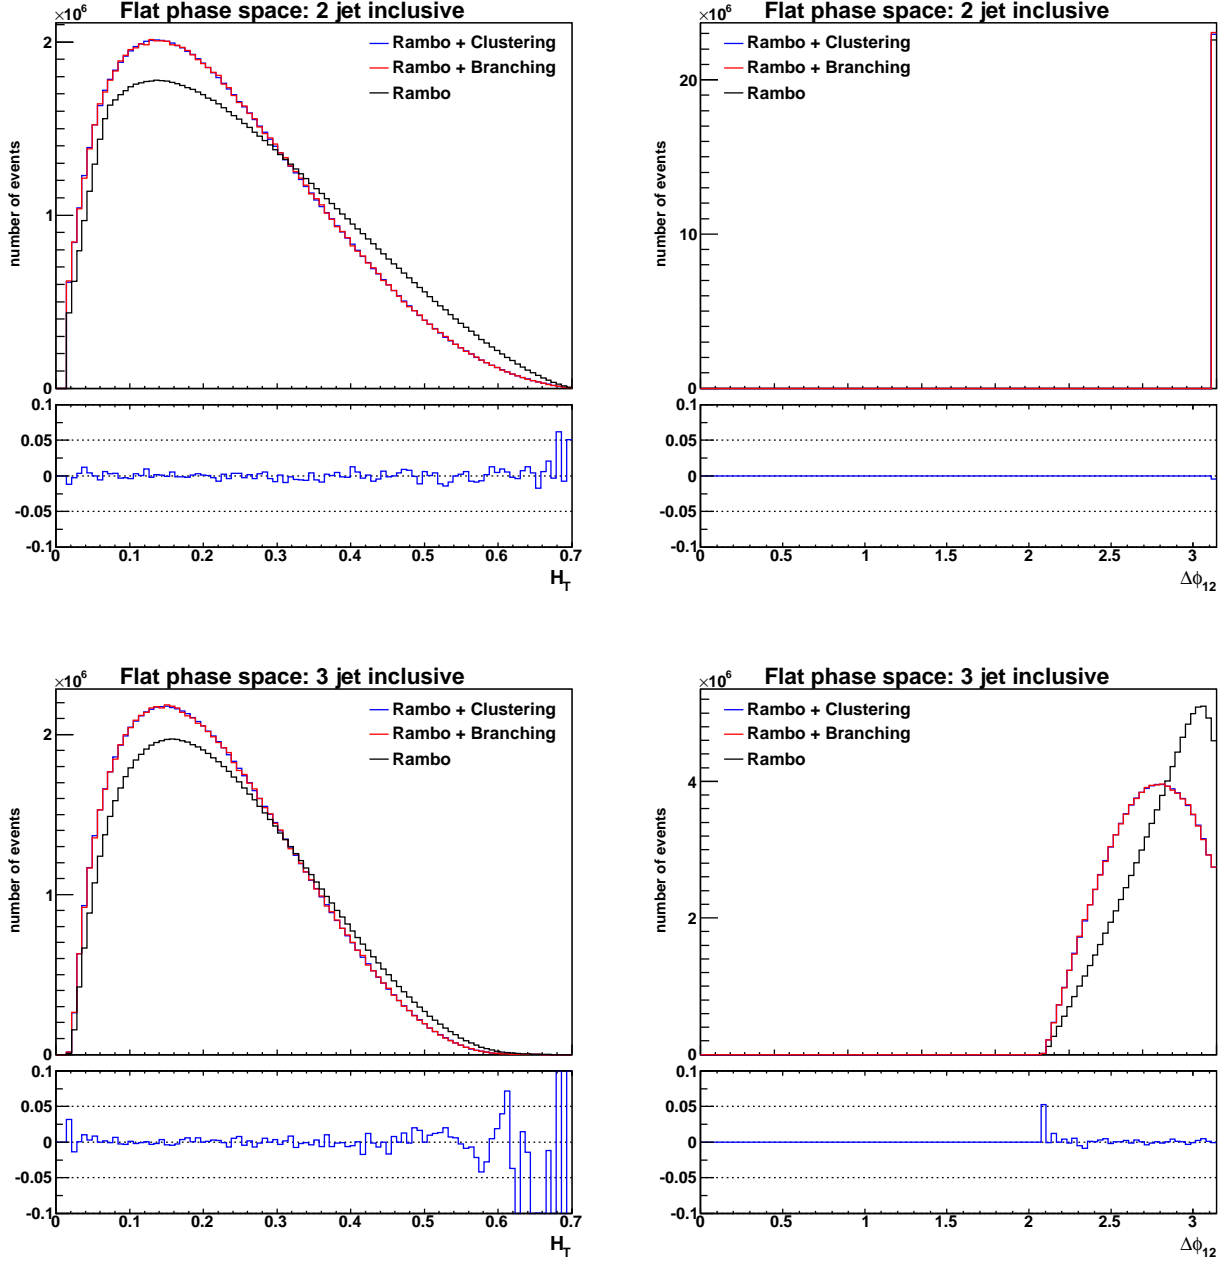 Flat phase space: 2 jet inclusive
×10⁶
Rambo + Clustering
Rambo + Branching
Rambo
number of events
2
1
0
0.1
0.05
0
-0.05
-0.1
0 0.1 0.2 0.3 0.4 0.5 0.6 0.7
H_T
Flat phase space: 2 jet inclusive
×10⁶
Rambo + Clustering
Rambo + Branching
Rambo
number of events
20
10
0
0.1
0.05
0
-0.05
-0.1
0 0.5 1 1.5 2 2.5 3
Δϕ₁₂
Flat phase space: 3 jet inclusive
×10⁶
Rambo + Clustering
Rambo + Branching
Rambo
number of events
2
1
0
0.1
0.05
0
-0.05
-0.1
0 0.1 0.2 0.3 0.4 0.5 0.6 0.7
H_T
Flat phase space: 3 jet inclusive
×10⁶
Rambo + Clustering
Rambo + Branching
Rambo
number of events
4
2
0
0.1
0.05
0
-0.05
-0.1
0 0.5 1 1.5 2 2.5 3
Δϕ₁₂